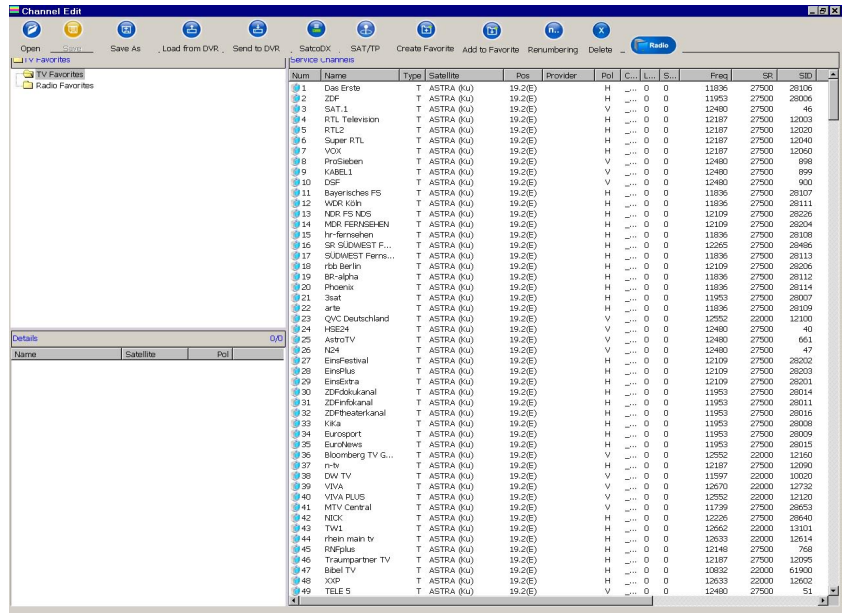 Channel Edit
Open Save Save As Load from DVR Send to DVR SatcoDX SAT/TP Create Favorite Add to Favorite Renumbering Delete Radio
TV Favorites
TV Favorites
Radio Favorites
Details 0/0
Name Satellite Pol
Service Channels
Num Name Type Satellite Pos Provider Pol C... L... S... Freq SR SID
1 Das Erste T ASTRA (Ku) 19.2(E) H _... 0 0 11836 27500 28106
2 ZDF T ASTRA (Ku) 19.2(E) H _... 0 0 11953 27500 28006
3 SAT.1 T ASTRA (Ku) 19.2(E) V _... 0 0 12480 27500 46
4 RTL Television T ASTRA (Ku) 19.2(E) H _... 0 0 12187 27500 12003
5 RTL2 T ASTRA (Ku) 19.2(E) H _... 0 0 12187 27500 12020
6 Super RTL T ASTRA (Ku) 19.2(E) H _... 0 0 12187 27500 12040
7 VOX T ASTRA (Ku) 19.2(E) H _... 0 0 12187 27500 12060
8 ProSieben T ASTRA (Ku) 19.2(E) V _... 0 0 12480 27500 898
9 KABEL1 T ASTRA (Ku) 19.2(E) V _... 0 0 12480 27500 899
10 DSF T ASTRA (Ku) 19.2(E) V _... 0 0 12480 27500 900
11 Bayerisches FS T ASTRA (Ku) 19.2(E) H _... 0 0 11836 27500 28107
12 WDR Köln T ASTRA (Ku) 19.2(E) H _... 0 0 11836 27500 28111
13 NDR FS NDS T ASTRA (Ku) 19.2(E) H _... 0 0 12109 27500 28226
14 MDR FERNSEHEN T ASTRA (Ku) 19.2(E) H _... 0 0 12109 27500 28204
15 hr-fernsehen T ASTRA (Ku) 19.2(E) H _... 0 0 11836 27500 28108
16 SR SÜDWEST F... T ASTRA (Ku) 19.2(E) H _... 0 0 12265 27500 28486
17 SÜDWEST Ferns... T ASTRA (Ku) 19.2(E) H _... 0 0 11836 27500 28113
18 rbb Berlin T ASTRA (Ku) 19.2(E) H _... 0 0 12109 27500 28206
19 BR-alpha T ASTRA (Ku) 19.2(E) H _... 0 0 11836 27500 28112
20 Phoenix T ASTRA (Ku) 19.2(E) H _... 0 0 11836 27500 28114
21 3sat T ASTRA (Ku) 19.2(E) H _... 0 0 11953 27500 28007
22 arte T ASTRA (Ku) 19.2(E) H _... 0 0 11836 27500 28109
23 QVC Deutschland T ASTRA (Ku) 19.2(E) V _... 0 0 12552 22000 12100
24 HSE24 T ASTRA (Ku) 19.2(E) V _... 0 0 12480 27500 40
25 AstroTV T ASTRA (Ku) 19.2(E) V _... 0 0 12480 27500 661
26 N24 T ASTRA (Ku) 19.2(E) V _... 0 0 12480 27500 47
27 EinsFestival T ASTRA (Ku) 19.2(E) H _... 0 0 12109 27500 28202
28 EinsPlus T ASTRA (Ku) 19.2(E) H _... 0 0 12109 27500 28203
29 EinsExtra T ASTRA (Ku) 19.2(E) H _... 0 0 12109 27500 28201
30 ZDFdokukanal T ASTRA (Ku) 19.2(E) H _... 0 0 11953 27500 28014
31 ZDFinfokanal T ASTRA (Ku) 19.2(E) H _... 0 0 11953 27500 28011
32 ZDFtheaterkanal T ASTRA (Ku) 19.2(E) H _... 0 0 11953 27500 28016
33 KiKa T ASTRA (Ku) 19.2(E) H _... 0 0 11953 27500 28008
34 Eurosport T ASTRA (Ku) 19.2(E) H _... 0 0 11953 27500 28009
35 EuroNews T ASTRA (Ku) 19.2(E) H _... 0 0 11953 27500 28015
36 Bloomberg TV G... T ASTRA (Ku) 19.2(E) V _... 0 0 12552 22000 12160
37 n-tv T ASTRA (Ku) 19.2(E) H _... 0 0 12187 27500 12090
38 DW TV T ASTRA (Ku) 19.2(E) V _... 0 0 11597 22000 10020
39 VIVA T ASTRA (Ku) 19.2(E) V _... 0 0 12670 22000 12732
40 VIVA PLUS T ASTRA (Ku) 19.2(E) V _... 0 0 12552 22000 12120
41 MTV Central T ASTRA (Ku) 19.2(E) V _... 0 0 11739 27500 28653
42 NICK T ASTRA (Ku) 19.2(E) H _... 0 0 12226 27500 28640
43 TW1 T ASTRA (Ku) 19.2(E) H _... 0 0 12662 22000 13101
44 rhein main tv T ASTRA (Ku) 19.2(E) H _... 0 0 12633 22000 12614
45 RNFplus T ASTRA (Ku) 19.2(E) H _... 0 0 12148 27500 768
46 Traumpartner TV T ASTRA (Ku) 19.2(E) H _... 0 0 12187 27500 12095
47 Bibel TV T ASTRA (Ku) 19.2(E) H _... 0 0 10832 22000 61900
48 XXP T ASTRA (Ku) 19.2(E) H _... 0 0 12633 22000 12602
49 TELE 5 T ASTRA (Ku) 19.2(E) V _... 0 0 12480 27500 51